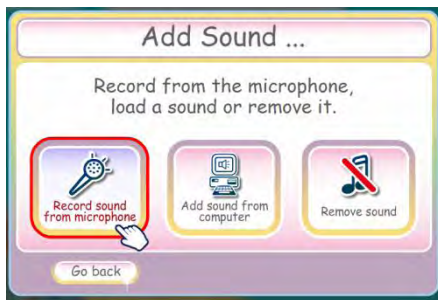 Add Sound ...
Record from the microphone,
load a sound or remove it.
Record sound
from microphone
Add sound from
computer
Remove sound
Go back